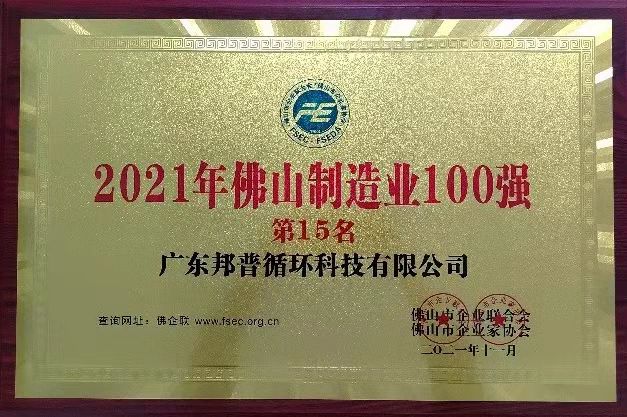 FSEC · FSEDA
2021年佛山制造业100强
第15名
广东邦普循环科技有限公司
查询网址：佛企联 www.fsec.org.cn
佛山市企业联合会
佛山市企业家协会
二〇二一年十一月